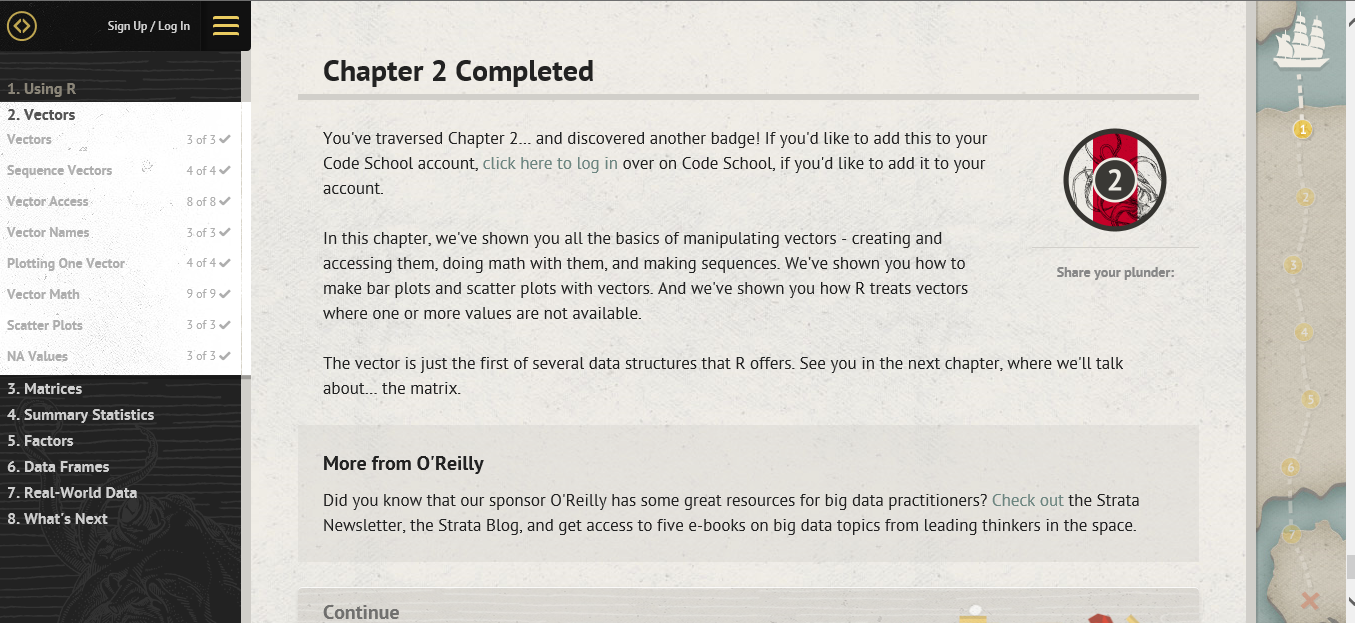 Sign Up / Log In
1. Using R
2. Vectors
Vectors 3 of 3
Sequence Vectors 4 of 4
Vector Access 8 of 8
Vector Names 3 of 3
Plotting One Vector 4 of 4
Vector Math 9 of 9
Scatter Plots 3 of 3
NA Values 3 of 3
3. Matrices
4. Summary Statistics
5. Factors
6. Data Frames
7. Real-World Data
8. What's Next
Chapter 2 Completed
You've traversed Chapter 2... and discovered another badge! If you'd like to add this to your
Code School account, click here to log in over on Code School, if you'd like to add it to your
account.
In this chapter, we've shown you all the basics of manipulating vectors - creating and
accessing them, doing math with them, and making sequences. We've shown you how to
make bar plots and scatter plots with vectors. And we've shown you how R treats vectors
where one or more values are not available.
The vector is just the first of several data structures that R offers. See you in the next chapter, where we'll talk
about... the matrix.
2
Share your plunder:
More from O'Reilly
Did you know that our sponsor O'Reilly has some great resources for big data practitioners? Check out the Strata
Newsletter, the Strata Blog, and get access to five e-books on big data topics from leading thinkers in the space.
Continue
1
2
3
4
5
6
7